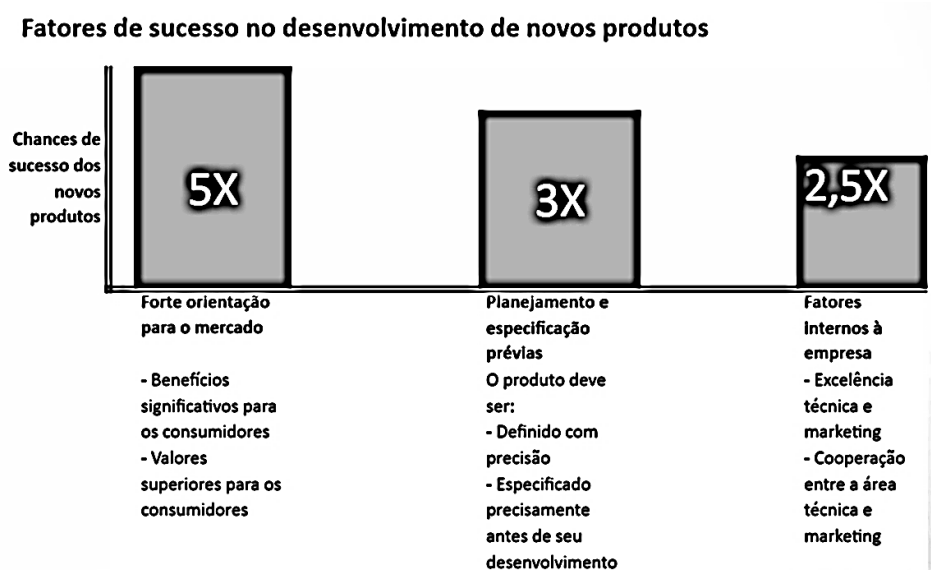 Fatores de sucesso no desenvolvimento de novos produtos
Chances de
sucesso dos
novos
produtos
5X
3X
2,5X
Forte orientação
para o mercado
- Benefícios
significativos para
os consumidores
- Valores
superiores para os
consumidores
Planejamento e
especificação
prévias
O produto deve
ser:
- Definido com
precisão
- Especificado
precisamente
antes de seu
desenvolvimento
Fatores
Internos à
empresa
- Excelência
técnica e
marketing
- Cooperação
entre a área
técnica e
marketing